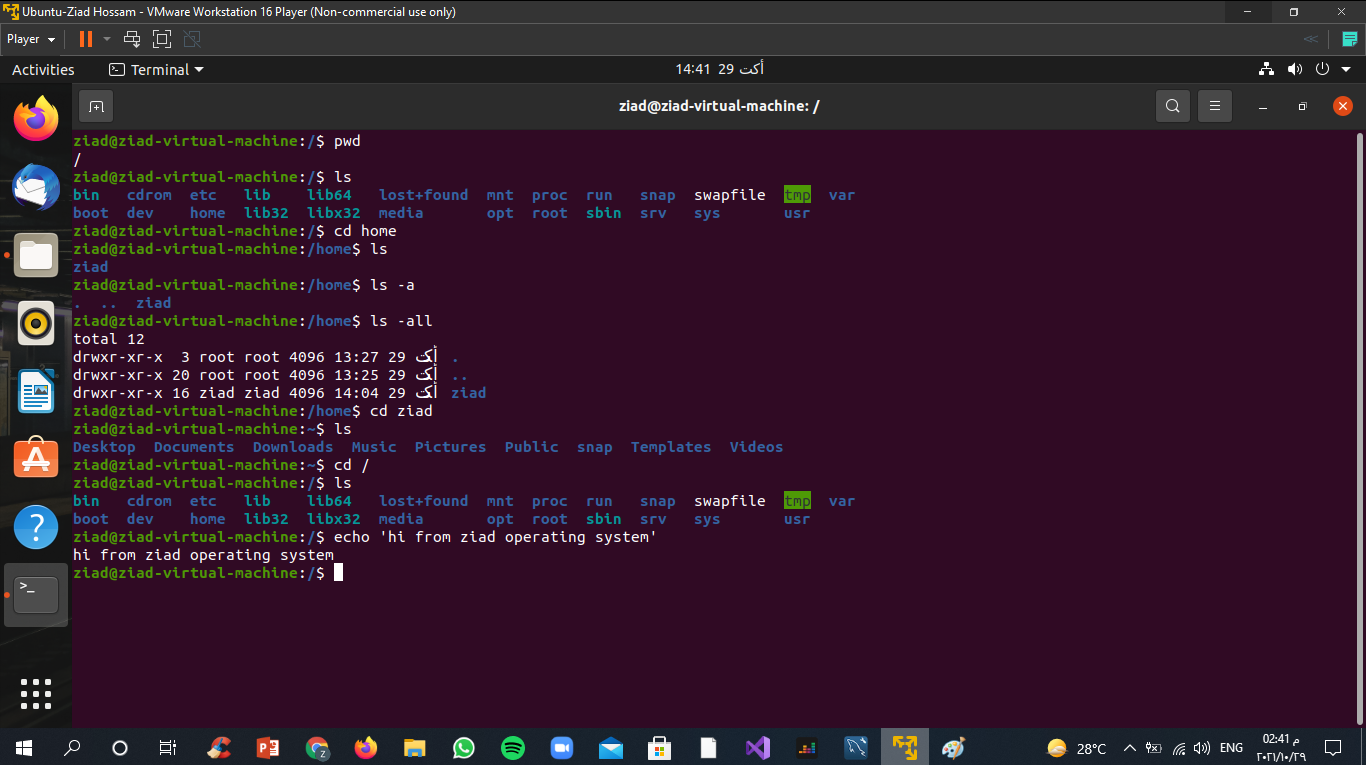 Ubuntu-Ziad Hossam - VMware Workstation 16 Player (Non-commercial use only)
Player
Activities Terminal 14:41 29 أكت
ziad@ziad-virtual-machine: /
ziad@ziad-virtual-machine:/$ pwd
/
ziad@ziad-virtual-machine:/$ ls
bin cdrom etc lib lib64 lost+found mnt proc run snap swapfile tmp var
boot dev home lib32 libx32 media opt root sbin srv sys usr
ziad@ziad-virtual-machine:/$ cd home
ziad@ziad-virtual-machine:/home$ ls
ziad
ziad@ziad-virtual-machine:/home$ ls -a
. .. ziad
ziad@ziad-virtual-machine:/home$ ls -all
total 12
drwxr-xr-x 3 root root 4096 13:27 29 أكت .
drwxr-xr-x 20 root root 4096 13:25 29 أكت ..
drwxr-xr-x 16 ziad ziad 4096 14:04 29 أكت ziad
ziad@ziad-virtual-machine:/home$ cd ziad
ziad@ziad-virtual-machine:~$ ls
Desktop Documents Downloads Music Pictures Public snap Templates Videos
ziad@ziad-virtual-machine:~$ cd /
ziad@ziad-virtual-machine:/$ ls
bin cdrom etc lib lib64 lost+found mnt proc run snap swapfile tmp var
boot dev home lib32 libx32 media opt root sbin srv sys usr
ziad@ziad-virtual-machine:/$ echo 'hi from ziad operating system'
hi from ziad operating system
ziad@ziad-virtual-machine:/$
28°C ENG 02:41 م
٢٠٢١/١٠/٢٩